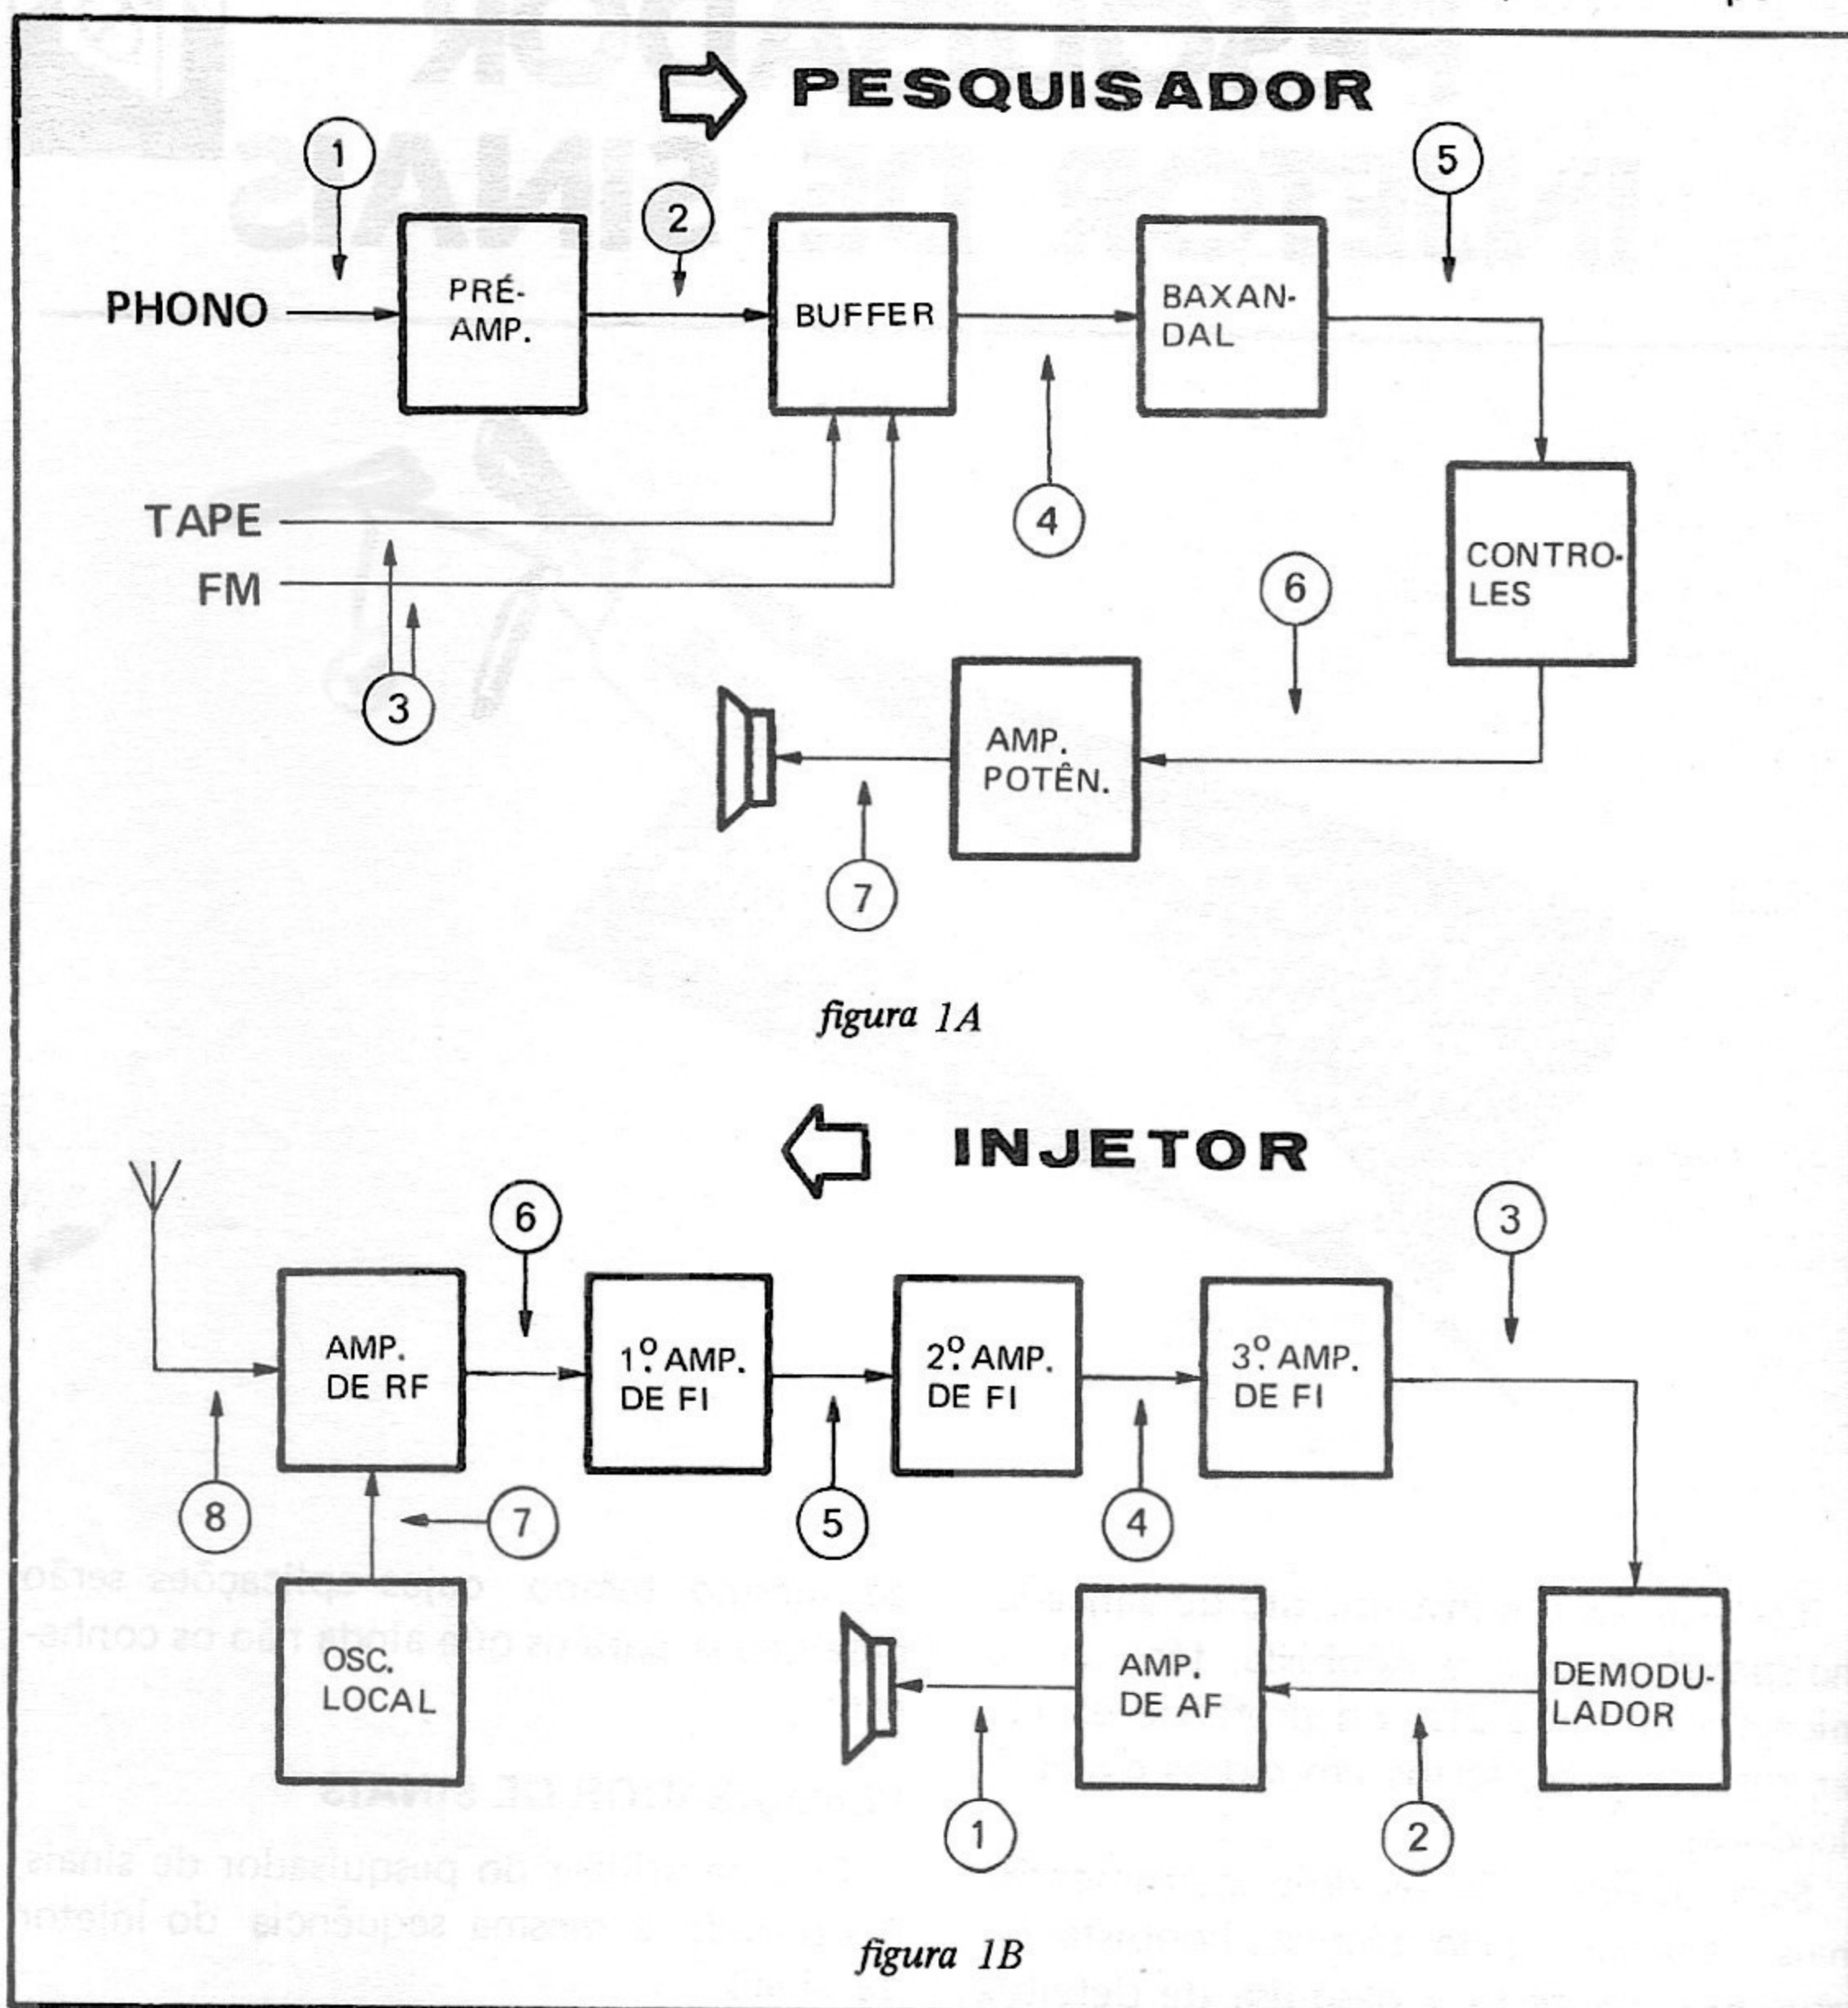 PESQUISADOR
1
2
5
PHONO
PRÉ-
AMP.
BUFFER
BAXAN-
DAL
4
TAPE
FM
3
CONTRO-
LES
6
AMP.
POTÊN.
7
figura 1A
INJETOR
6
3
AMP.
DE RF
1º. AMP.
DE FI
2º. AMP.
DE FI
3º. AMP.
DE FI
8
7
5
4
OSC.
LOCAL
AMP.
DE AF
DEMODU-
LADOR
1
2
figura 1B